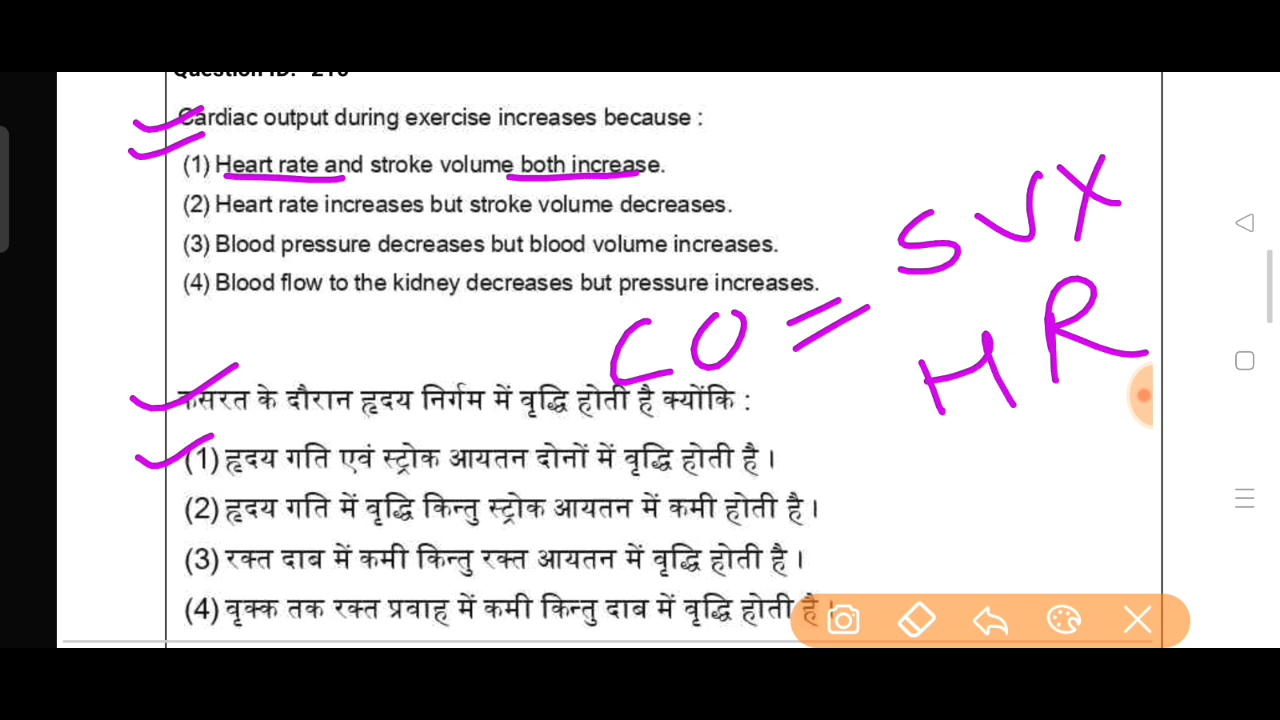 Question ID:- 216
Cardiac output during exercise increases because :
(1) Heart rate and stroke volume both increase.
(2) Heart rate increases but stroke volume decreases.
(3) Blood pressure decreases but blood volume increases.
(4) Blood flow to the kidney decreases but pressure increases.
CO = SV X
HR
कसरत के दौरान हृदय निर्गम में वृद्धि होती है क्योंकि :
(1) हृदय गति एवं स्ट्रोक आयतन दोनों में वृद्धि होती है।
(2) हृदय गति में वृद्धि किन्तु स्ट्रोक आयतन में कमी होती है।
(3) रक्त दाब में कमी किन्तु रक्त आयतन में वृद्धि होती है।
(4) वृक्क तक रक्त प्रवाह में कमी किन्तु दाब में वृद्धि होती है।